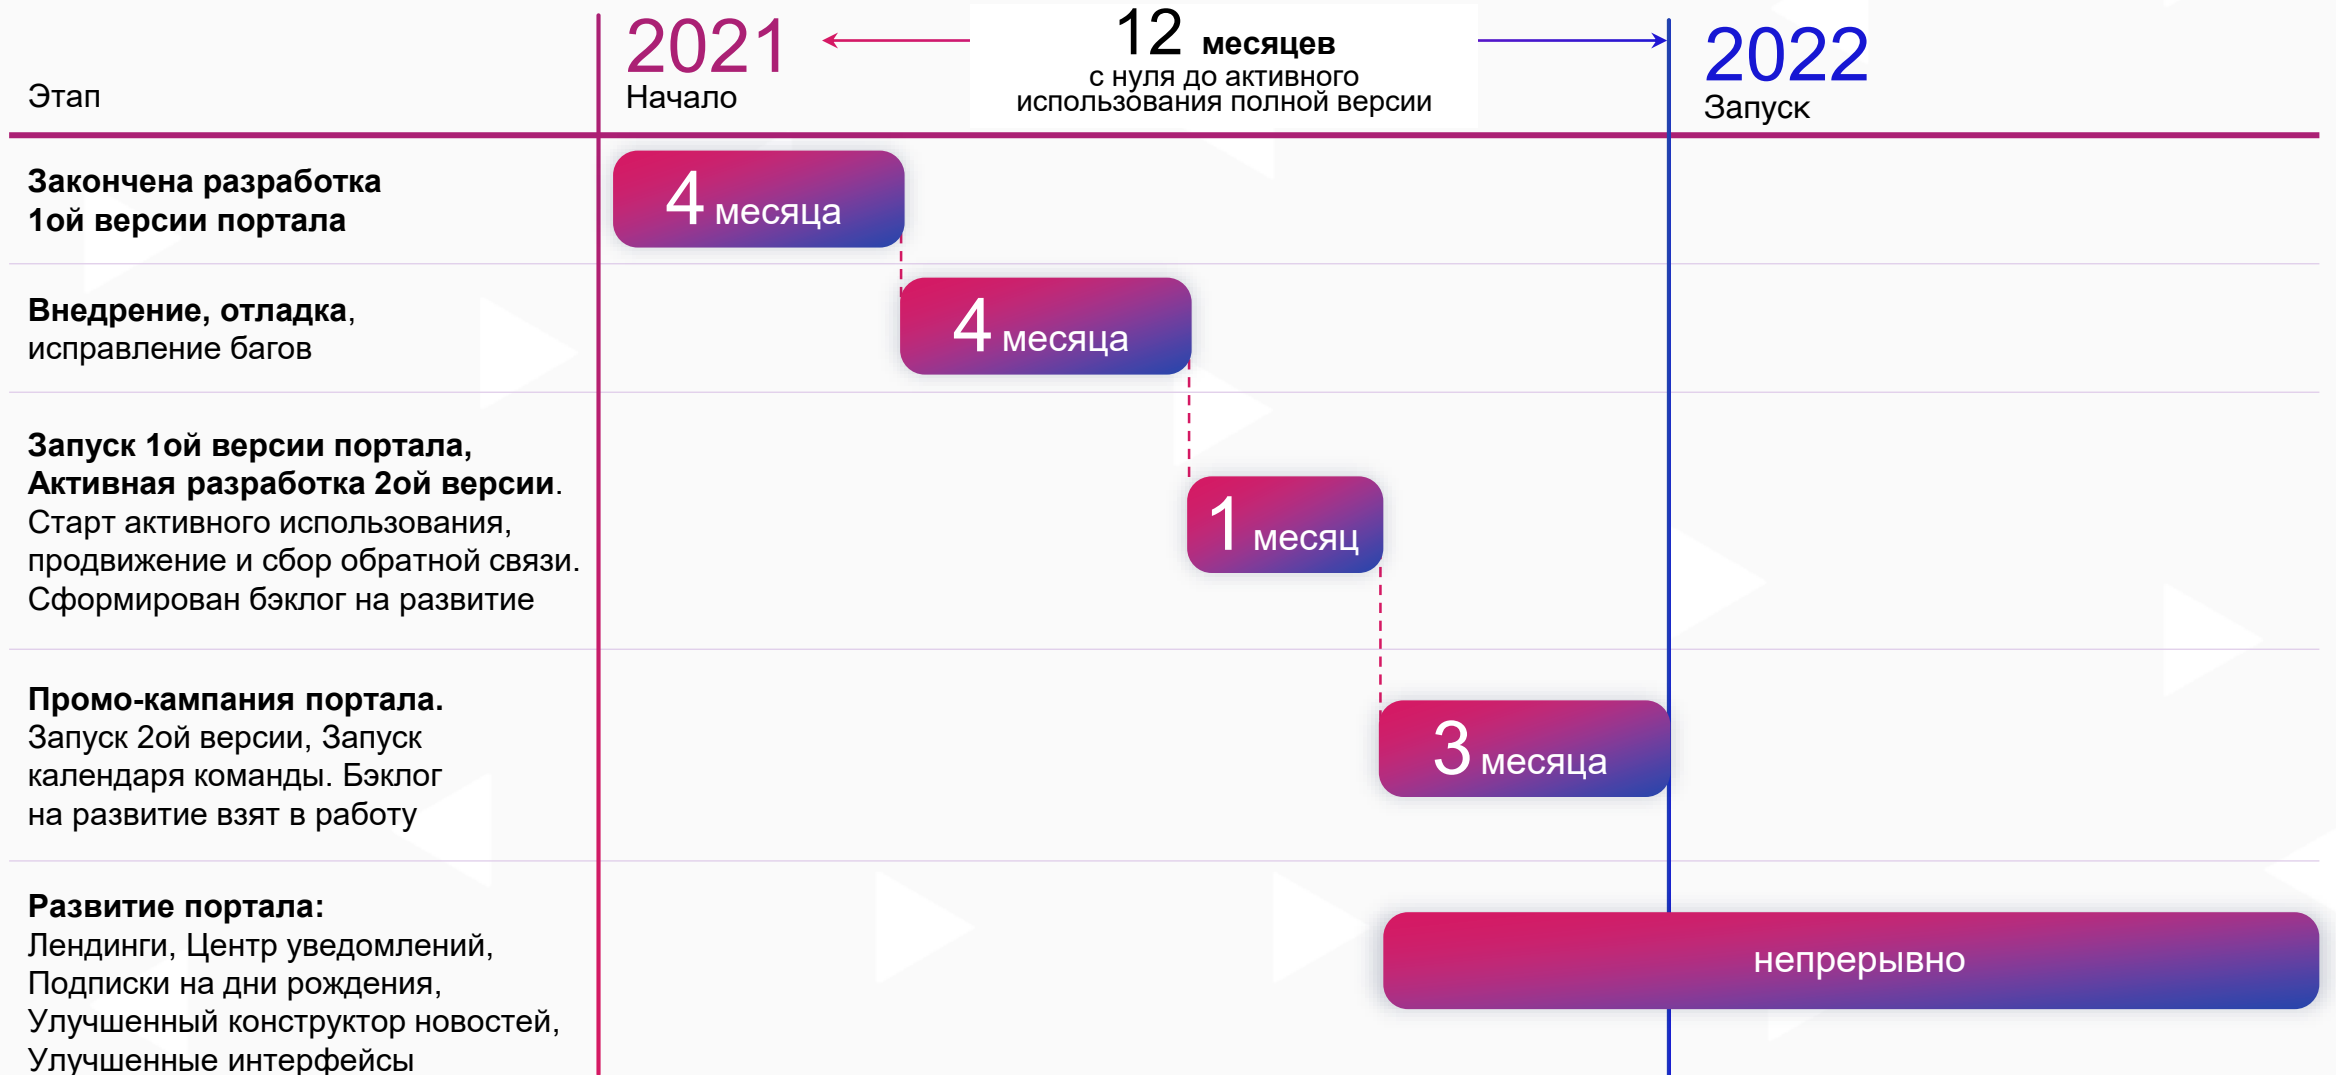 Этап
2021
Начало
12 месяцев
с нуля до активного
использования полной версии
2022
Запуск
Закончена разработка
1ой версии портала
4 месяца
Внедрение, отладка,
исправление багов
4 месяца
Запуск 1ой версии портала,
Активная разработка 2ой версии.
Старт активного использования,
продвижение и сбор обратной связи.
Сформирован бэклог на развитие
1 месяц
Промо-кампания портала.
Запуск 2ой версии, Запуск
календаря команды. Бэклог
на развитие взят в работу
3 месяца
Развитие портала:
Лендинги, Центр уведомлений,
Подписки на дни рождения,
Улучшенный конструктор новостей,
Улучшенные интерфейсы
непрерывно